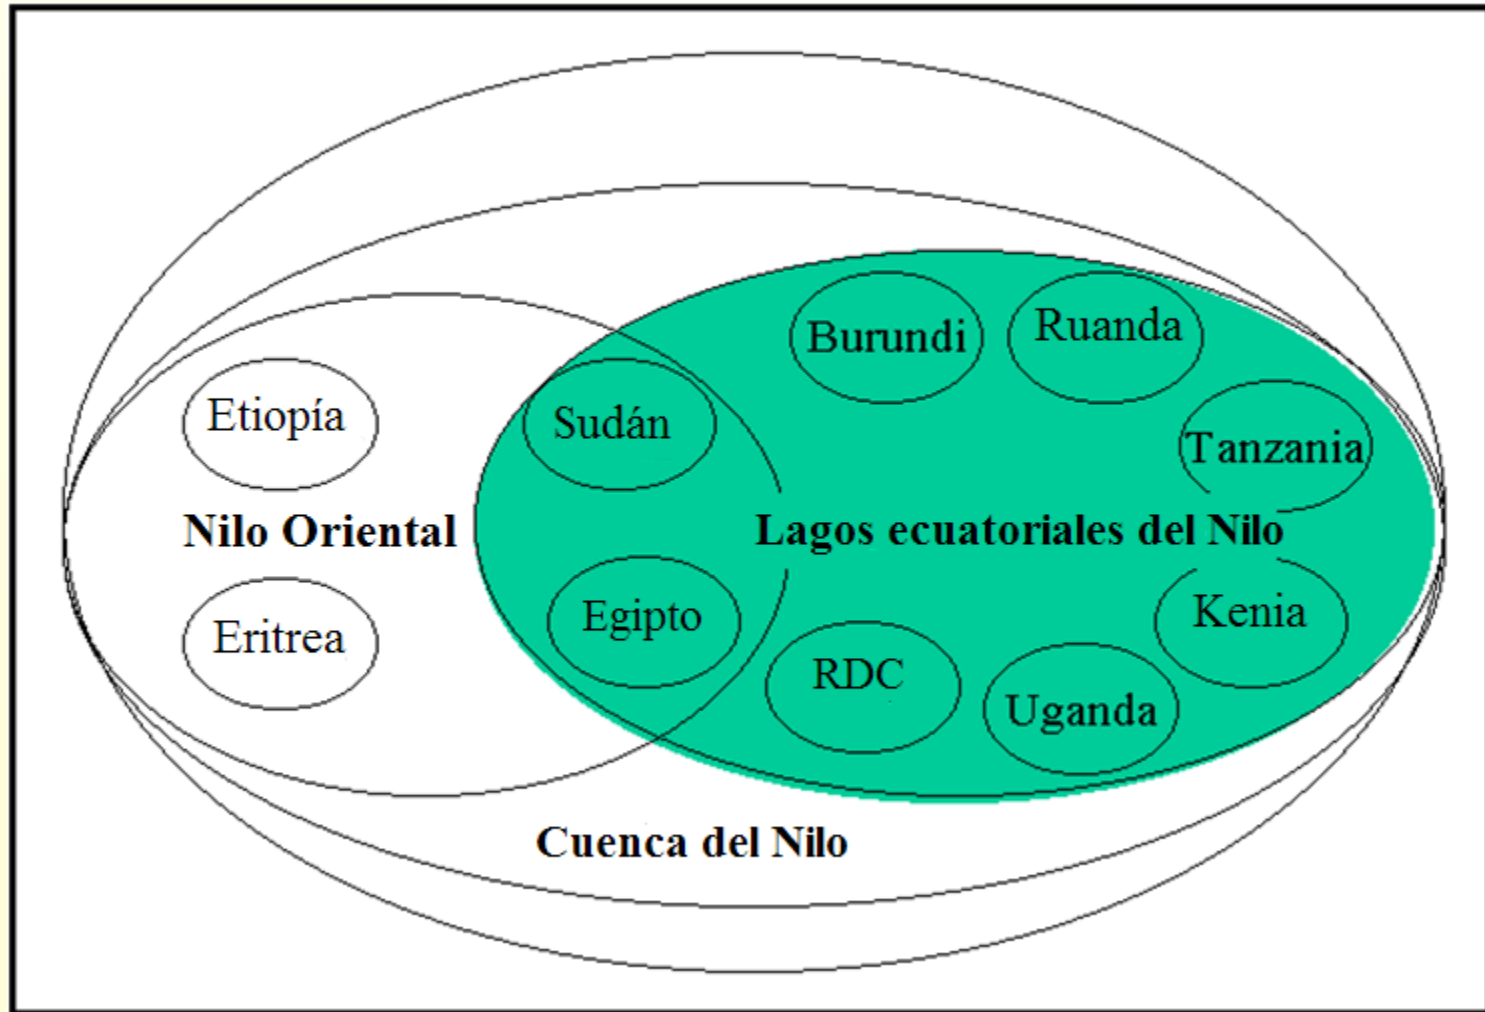 Burundi
Ruanda
Etiopía
Sudán
Tanzania
Nilo Oriental
Lagos ecuatoriales del Nilo
Eritrea
Egipto
Kenia
RDC
Uganda
Cuenca del Nilo